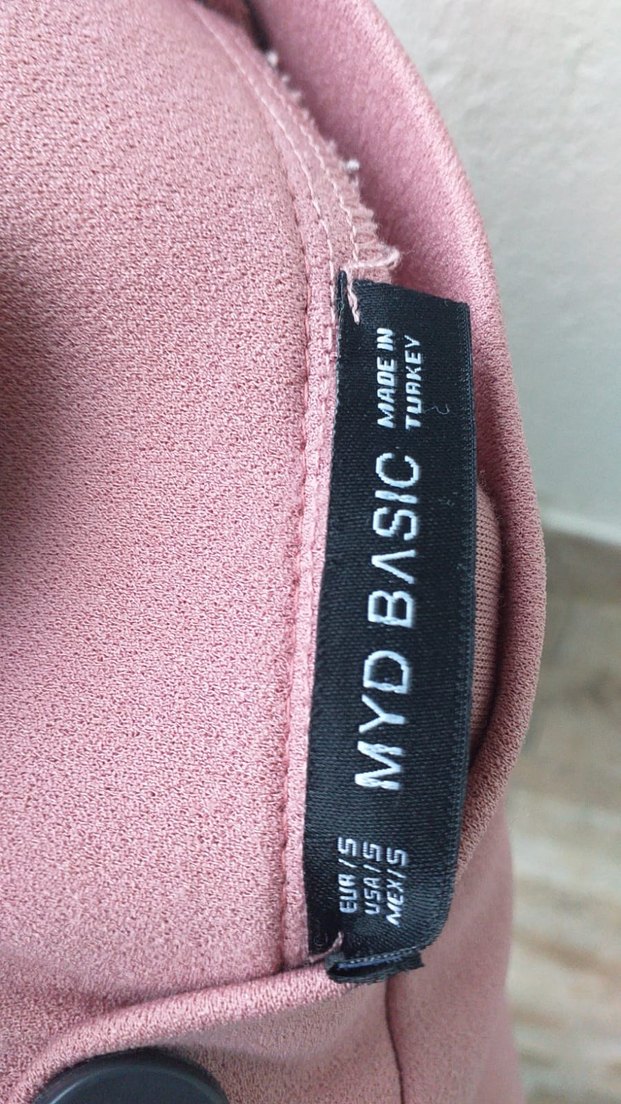 EUR/S
USA/S
MEX/S
MYD BASIC
MADE IN
TURKEY